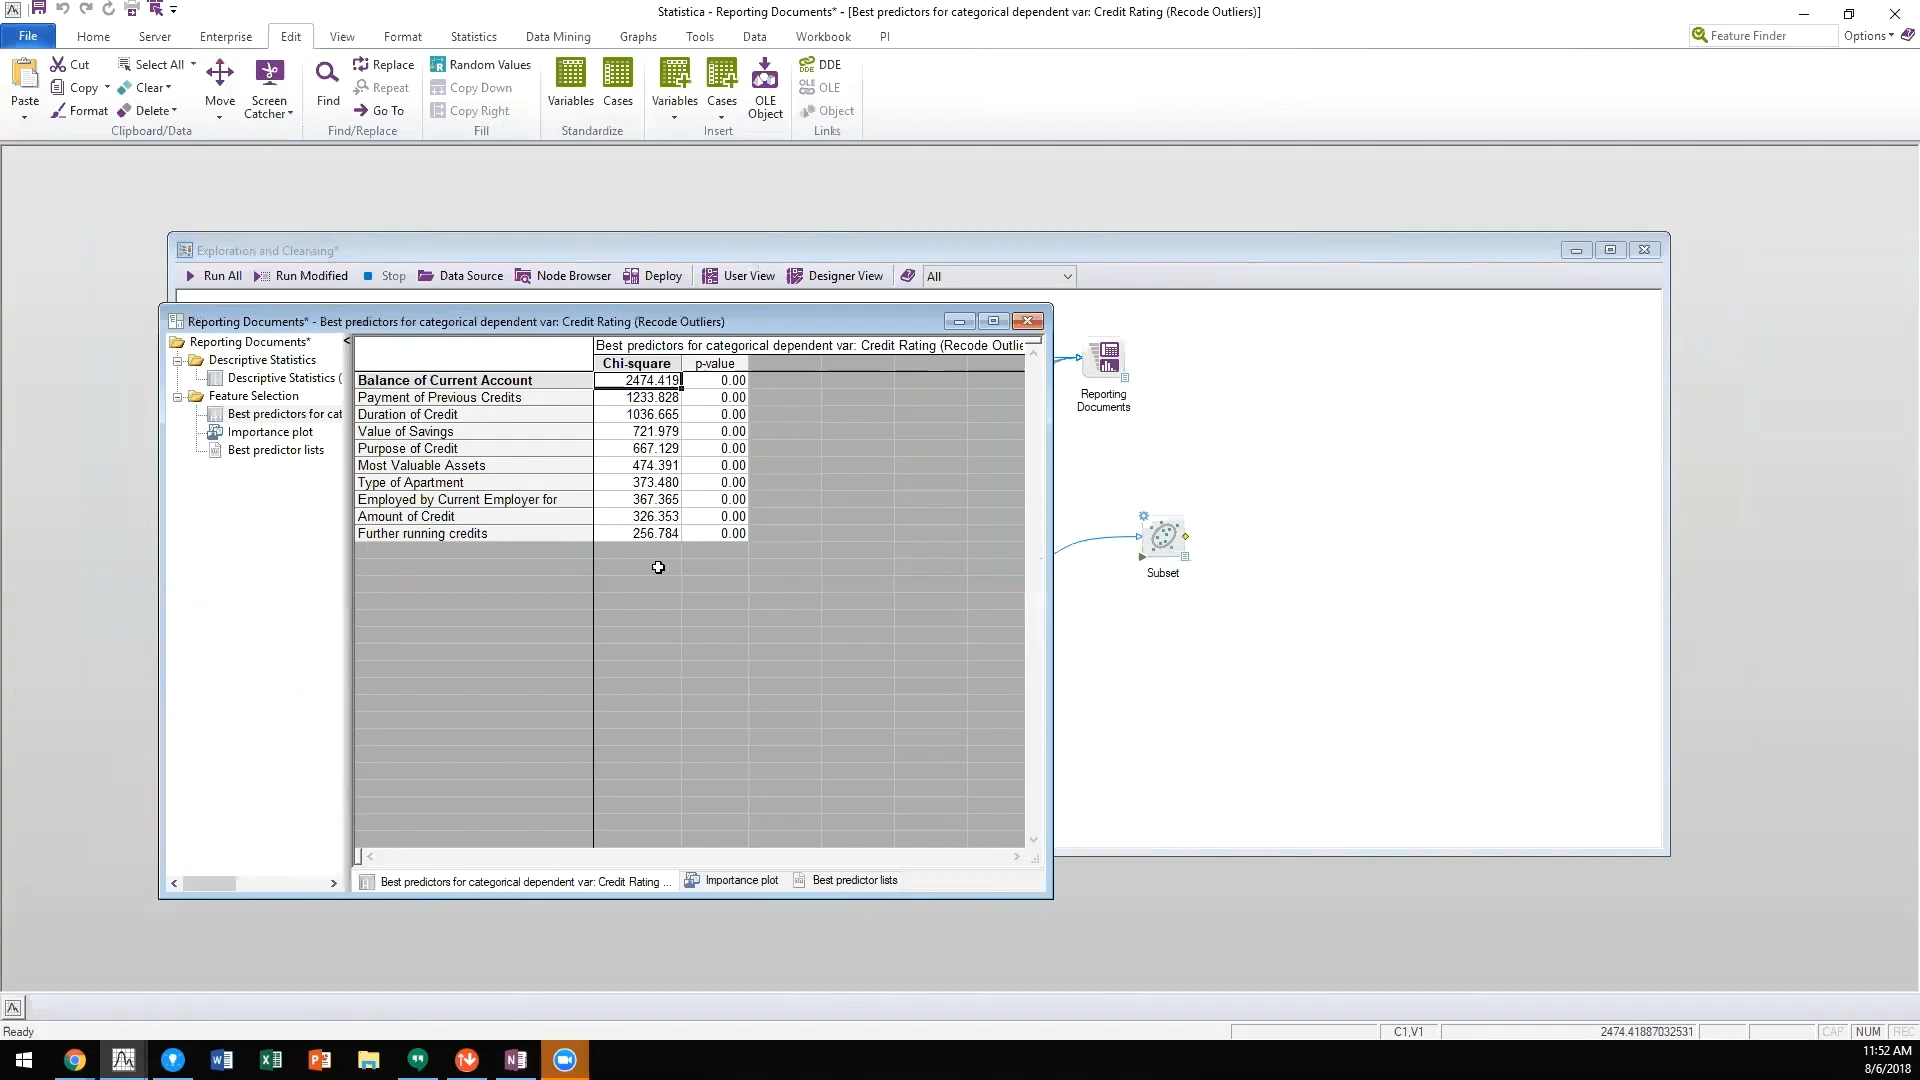 Statistica - Reporting Documents* - [Best predictors for categorical dependent var: Credit Rating (Recode Outliers)]
File Home Server Enterprise Edit View Format Statistics Data Mining Graphs Tools Data Workbook PI Feature Finder Options
Cut Select All Replace Random Values DDE
Copy Clear Repeat Copy Down OLE
Paste Format Delete Move Screen Catcher Find Go To Copy Right Variables Cases Variables Cases OLE Object Object
Clipboard/Data Find/Replace Fill Standardize Insert Links
Exploration and Cleansing*
Run All Run Modified Stop Data Source Node Browser Deploy User View Designer View All
Reporting Documents* - Best predictors for categorical dependent var: Credit Rating (Recode Outliers)
Reporting Documents*
Descriptive Statistics
Descriptive Statistics (
Feature Selection
Best predictors for cat
Importance plot
Best predictor lists
Best predictors for categorical dependent var: Credit Rating (Recode Outlie
Chi-square p-value
Balance of Current Account 2474.419 0.00
Payment of Previous Credits 1233.828 0.00
Duration of Credit 1036.665 0.00
Value of Savings 721.979 0.00
Purpose of Credit 667.129 0.00
Most Valuable Assets 474.391 0.00
Type of Apartment 373.480 0.00
Employed by Current Employer for 367.365 0.00
Amount of Credit 326.353 0.00
Further running credits 256.784 0.00
Reporting
Documents
Subset
Best predictors for categorical dependent var: Credit Rating ... Importance plot Best predictor lists
Ready C1,V1 2474.41887032531 CAP NUM REC
11:52 AM
8/6/2018